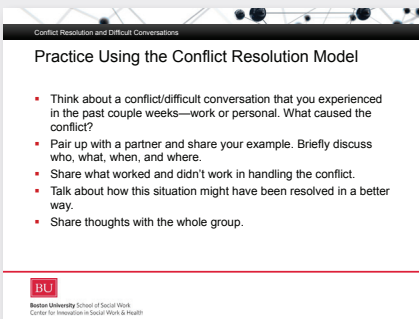 Conflict Resolution and Difficult Conversations
Practice Using the Conflict Resolution Model
▪ Think about a conflict/difficult conversation that you experienced
in the past couple weeks—work or personal. What caused the
conflict?
▪ Pair up with a partner and share your example. Briefly discuss
who, what, when, and where.
▪ Share what worked and didn't work in handling the conflict.
▪ Talk about how this situation might have been resolved in a better
way.
▪ Share thoughts with the whole group.
BU
Boston University School of Social Work
Center for Innovation in Social Work & Health